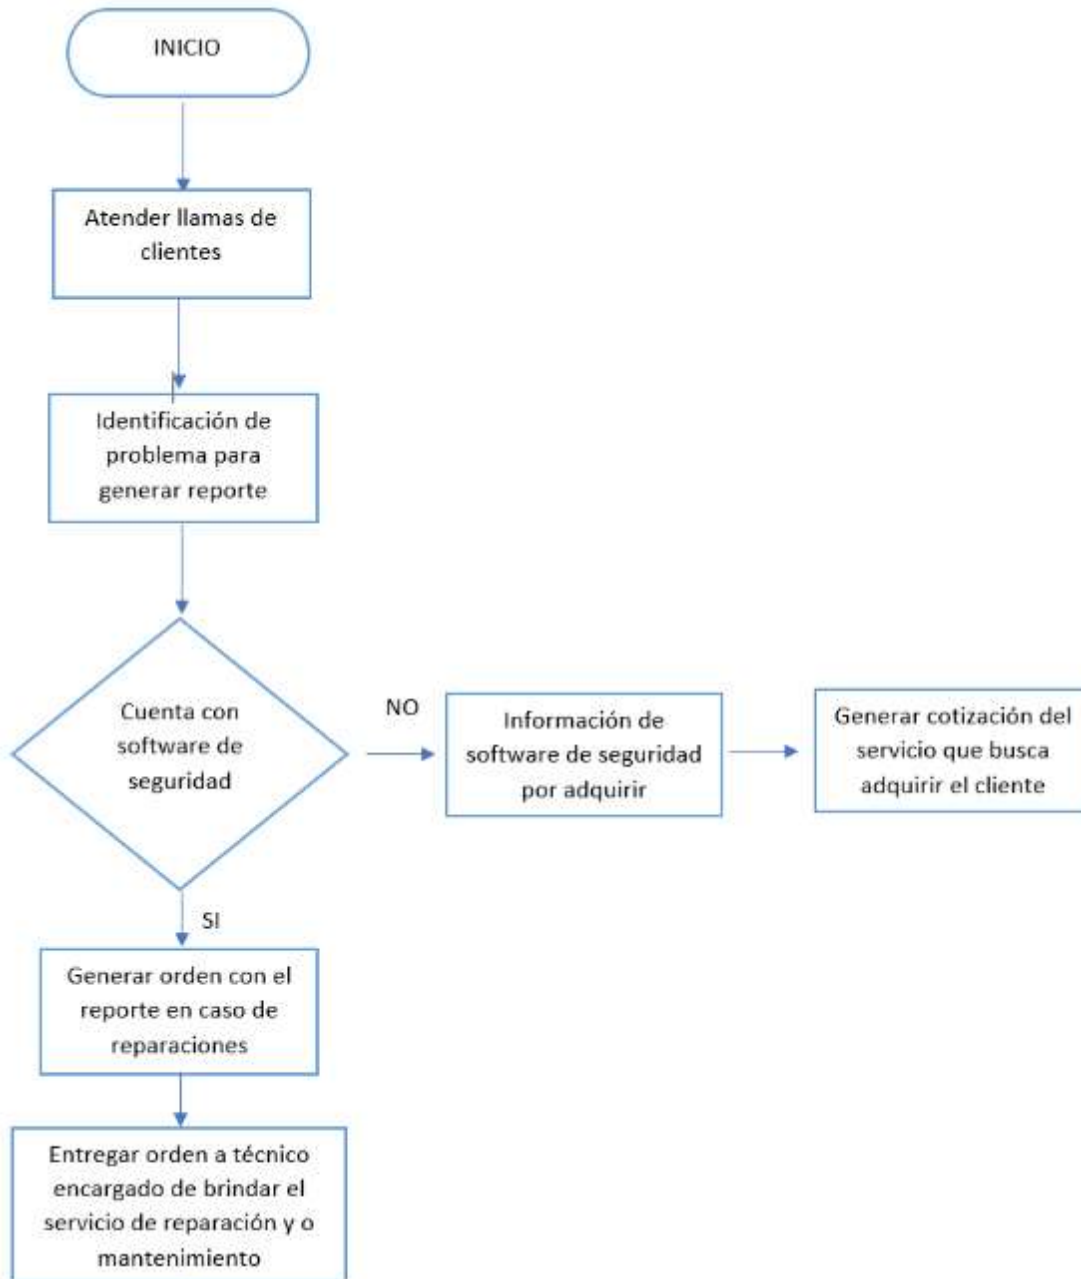 INICIO
Atender llamas de
clientes
Identificación de
problema para
generar reporte
Cuenta con
software de
seguridad
NO
Información de
software de seguridad
por adquirir
Generar cotización del
servicio que busca
adquirir el cliente
SI
Generar orden con el
reporte en caso de
reparaciones
Entregar orden a técnico
encargado de brindar el
servicio de reparación y o
mantenimiento